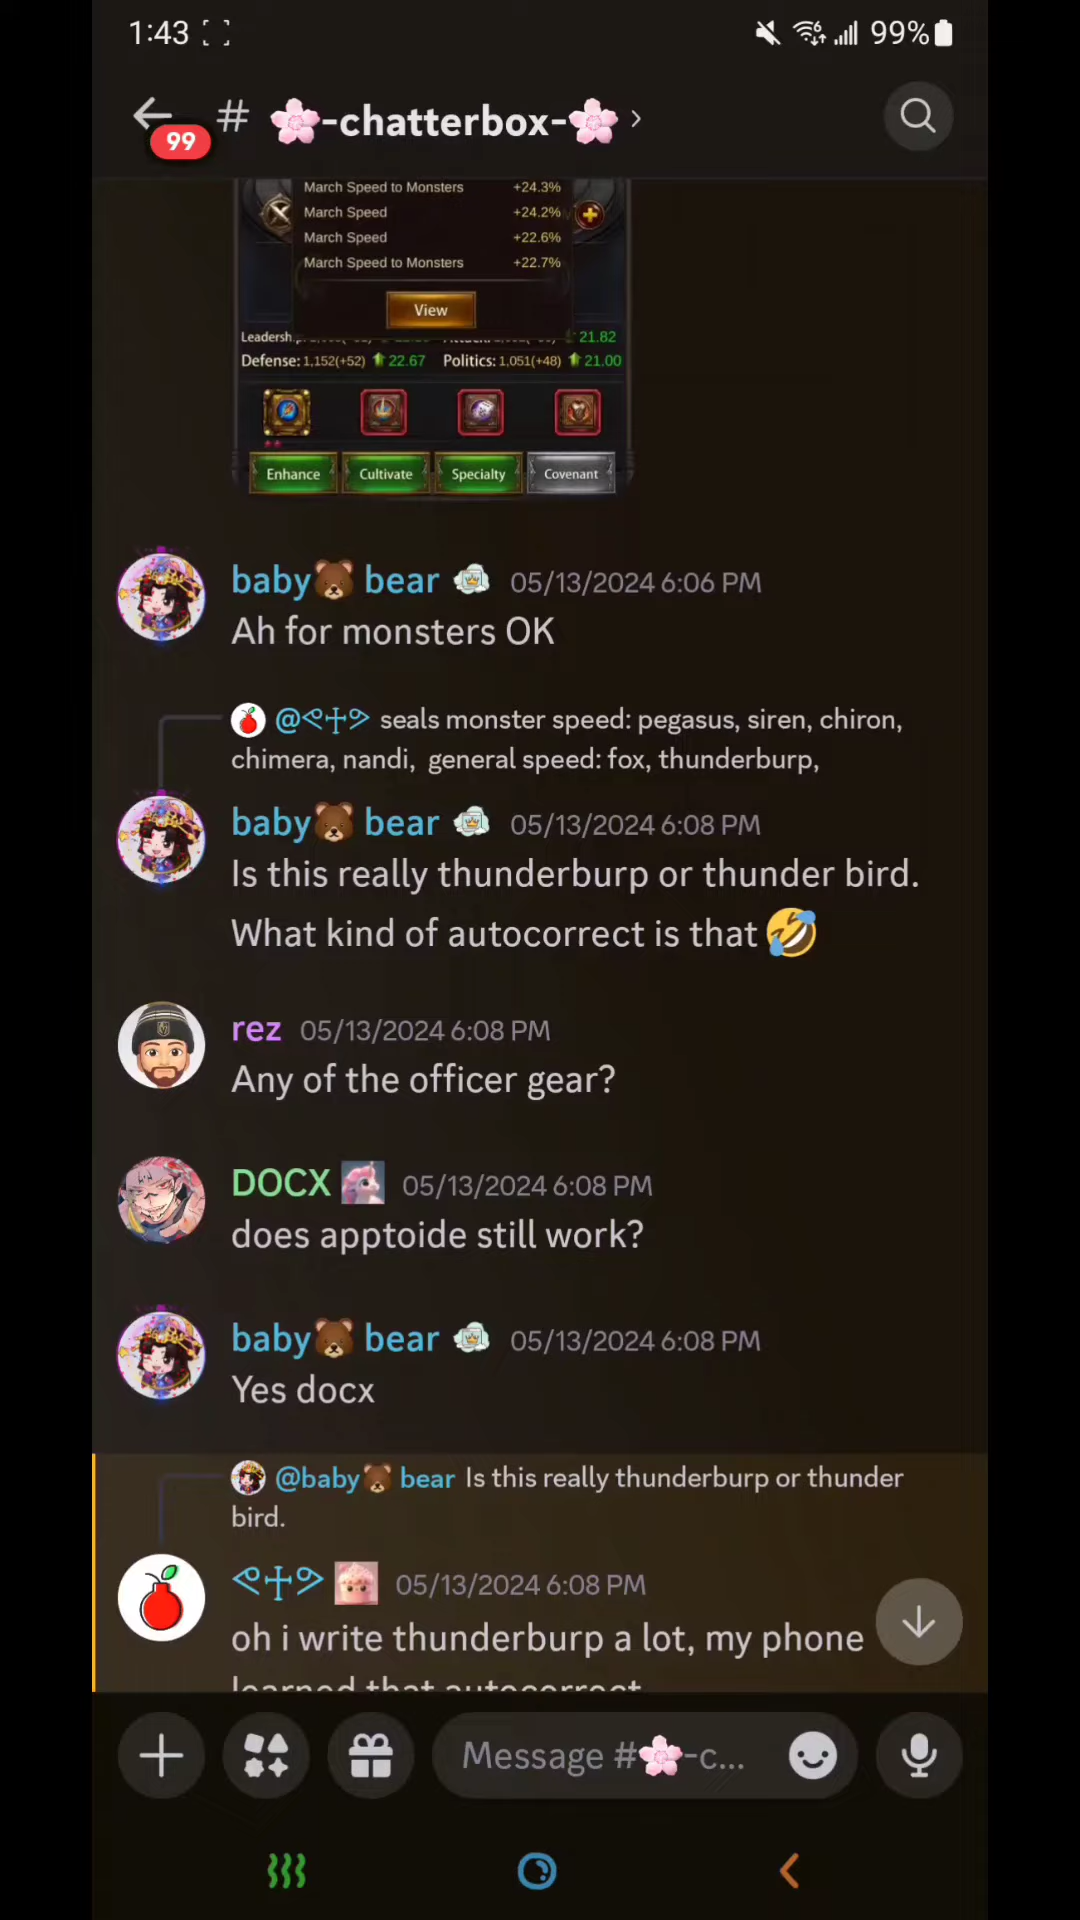 1:43
99%
99
# 🌸-chatterbox-🌸 ›
March Speed to Monsters +24.3%
March Speed +24.2%
March Speed +22.6%
March Speed to Monsters +22.7%
View
21.82
Defense: 1,152(+52) 22.67 Politics: 1,051(+48) 21.00
Enhance Cultivate Specialty Covenant
baby🐻 bear 05/13/2024 6:06 PM
Ah for monsters OK
@ᕙ☩ᕗ seals monster speed: pegasus, siren, chiron,
chimera, nandi, general speed: fox, thunderburp,
baby🐻 bear 05/13/2024 6:08 PM
Is this really thunderburp or thunder bird.
What kind of autocorrect is that 🤣
rez 05/13/2024 6:08 PM
Any of the officer gear?
DOCX 05/13/2024 6:08 PM
does apptoide still work?
baby🐻 bear 05/13/2024 6:08 PM
Yes docx
@baby🐻 bear Is this really thunderburp or thunder
bird.
05/13/2024 6:08 PM
oh i write thunderburp a lot, my phone
learned that autocorrect
Message #🌸-c...